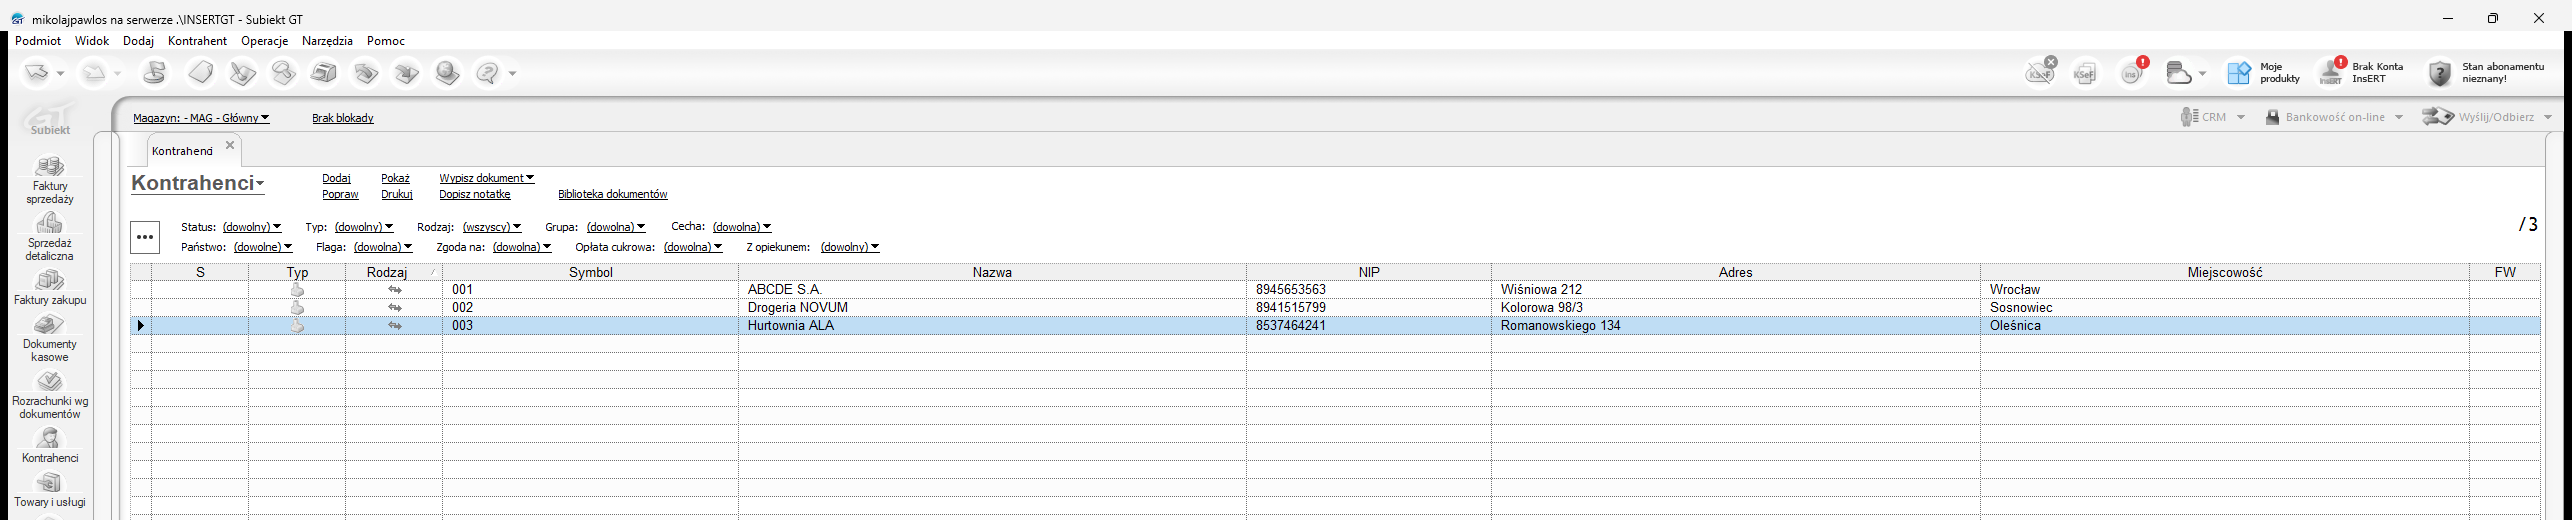 mikolajpawlos na serwerze .\INSERTGT - Subiekt GT
Podmiot Widok Dodaj Kontrahent Operacje Narzędzia Pomoc
KSeF KSeF ins Moje produkty InsERT Brak Konta InsERT ? Stan abonamentu nieznany!
GT Subiekt
Magazyn: - MAG - Główny Brak blokady CRM Bankowość on-line Wyślij/Odbierz
Kontrahenci
Kontrahenci
Dodaj Pokaż Wypisz dokument
Popraw Drukuj Dopisz notatkę Biblioteka dokumentów
Status: (dowolny) Typ: (dowolny) Rodzaj: (wszyscy) Grupa: (dowolna) Cecha: (dowolna)
Państwo: (dowolne) Flaga: (dowolna) Zgoda na: (dowolna) Opłata cukrowa: (dowolna) Z opiekunem: (dowolny)
/3
S Typ Rodzaj Symbol Nazwa NIP Adres Miejscowość FW
001 ABCDE S.A. 8945653563 Wiśniowa 212 Wrocław
002 Drogeria NOVUM 8941515799 Kolorowa 98/3 Sosnowiec
003 Hurtownia ALA 8537464241 Romanowskiego 134 Oleśnica
Faktury
sprzedaży
Sprzedaż
detaliczna
Faktury zakupu
Dokumenty
kasowe
Rozrachunki wg
dokumentów
Kontrahenci
Towary i usługi